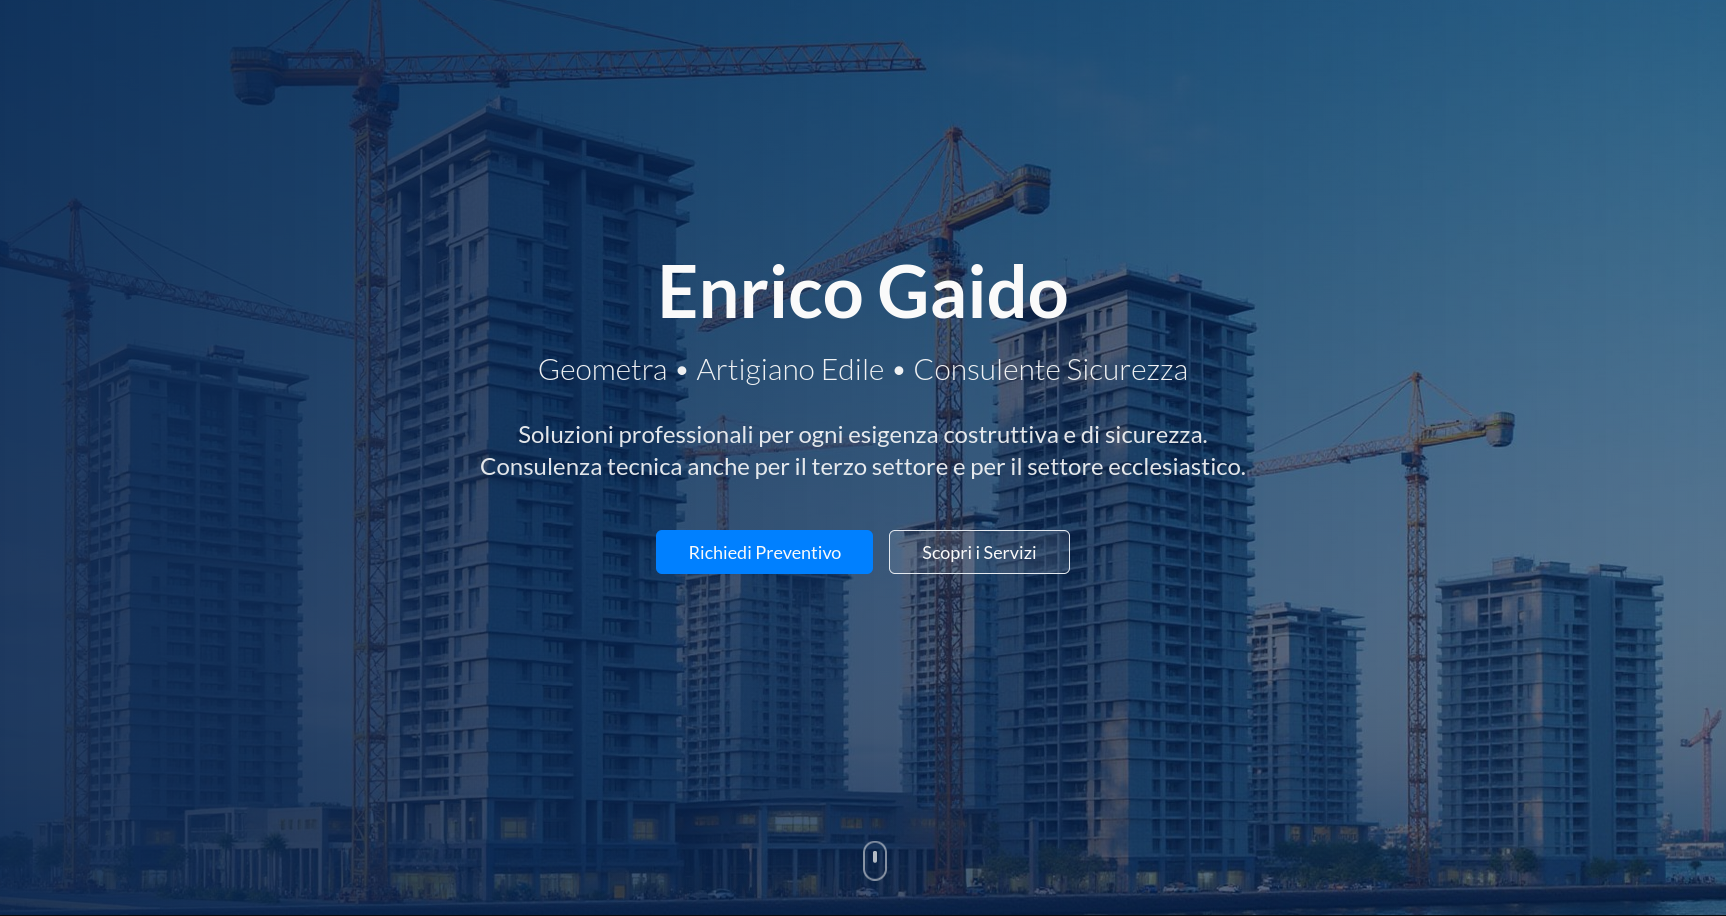 Enrico Gaido
Geometra • Artigiano Edile • Consulente Sicurezza
Soluzioni professionali per ogni esigenza costruttiva e di sicurezza.
Consulenza tecnica anche per il terzo settore e per il settore ecclesiastico.
Richiedi Preventivo
Scopri i Servizi